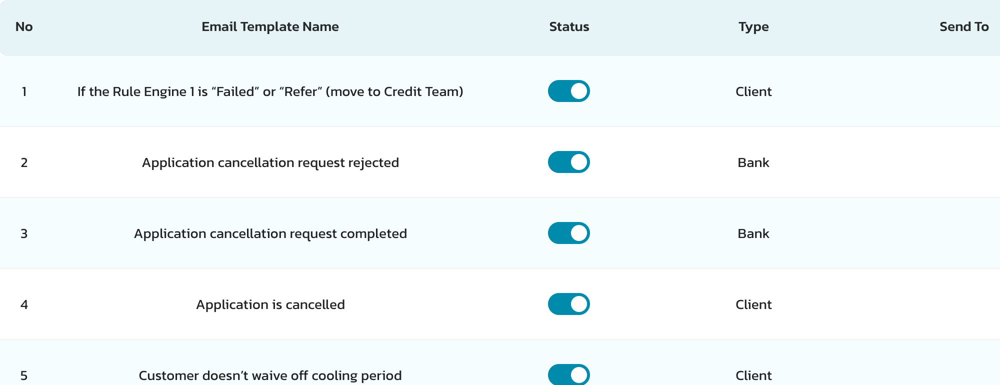 No Email Template Name Status Type Send To
1 If the Rule Engine 1 is “Failed” or “Refer” (move to Credit Team) Client
2 Application cancellation request rejected Bank
3 Application cancellation request completed Bank
4 Application is cancelled Client
5 Customer doesn’t waive off cooling period Client